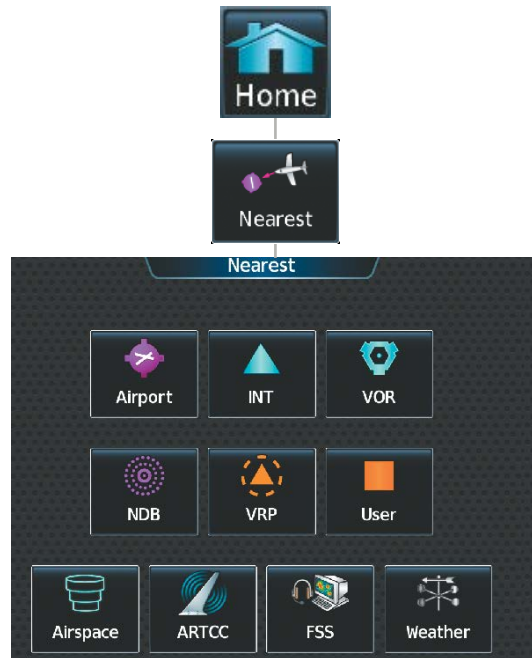 Home
Nearest
Nearest
Airport INT VOR
NDB VRP User
Airspace ARTCC FSS Weather